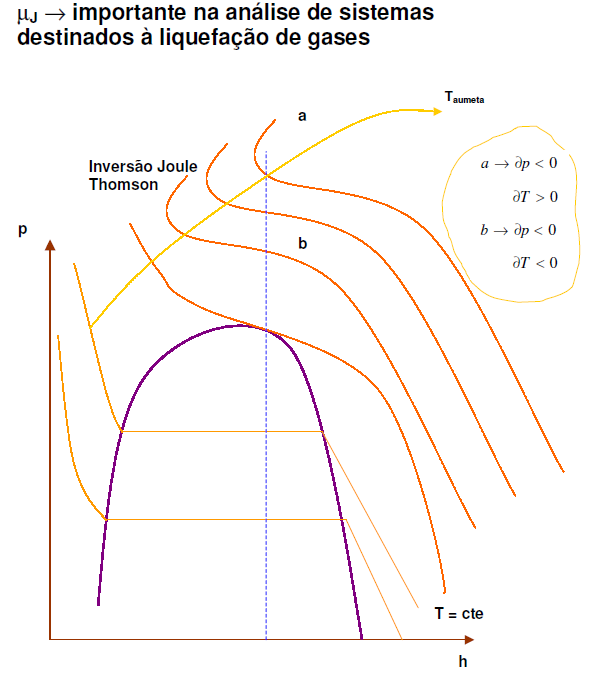 μJ → importante na análise de sistemas
destinados à liquefação de gases
Taumeta
a
a → ∂p < 0
Inversão Joule
Thomson
∂T > 0
p
b
b → ∂p < 0
∂T < 0
T = cte
h